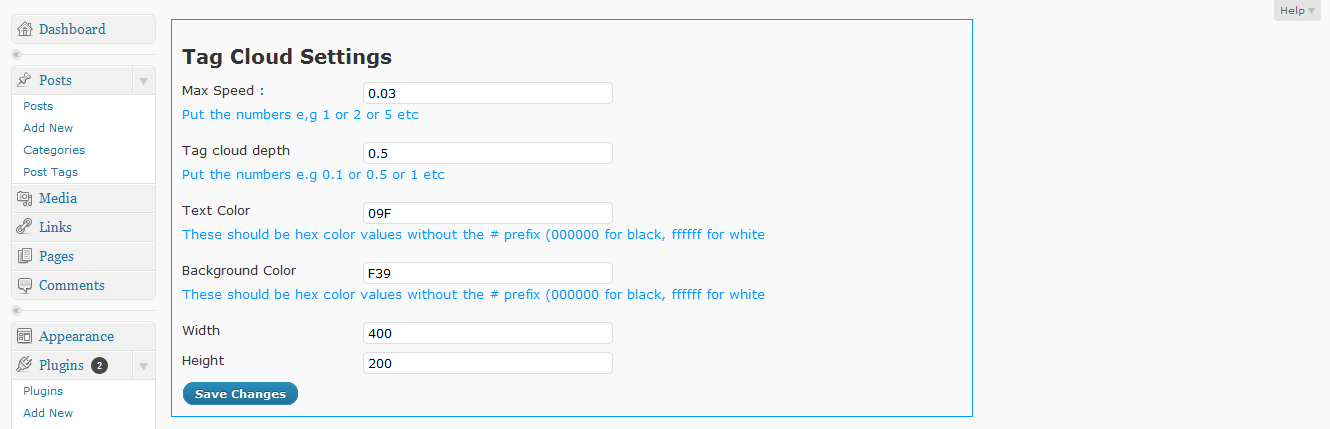 Help
Dashboard
Posts
Posts
Add New
Categories
Post Tags
Media
Links
Pages
Comments
Appearance
Plugins 2
Plugins
Add New
Tag Cloud Settings
Max Speed : 0.03
Put the numbers e,g 1 or 2 or 5 etc
Tag cloud depth 0.5
Put the numbers e.g 0.1 or 0.5 or 1 etc
Text Color 09F
These should be hex color values without the # prefix (000000 for black, ffffff for white
Background Color F39
These should be hex color values without the # prefix (000000 for black, ffffff for white
Width 400
Height 200
Save Changes